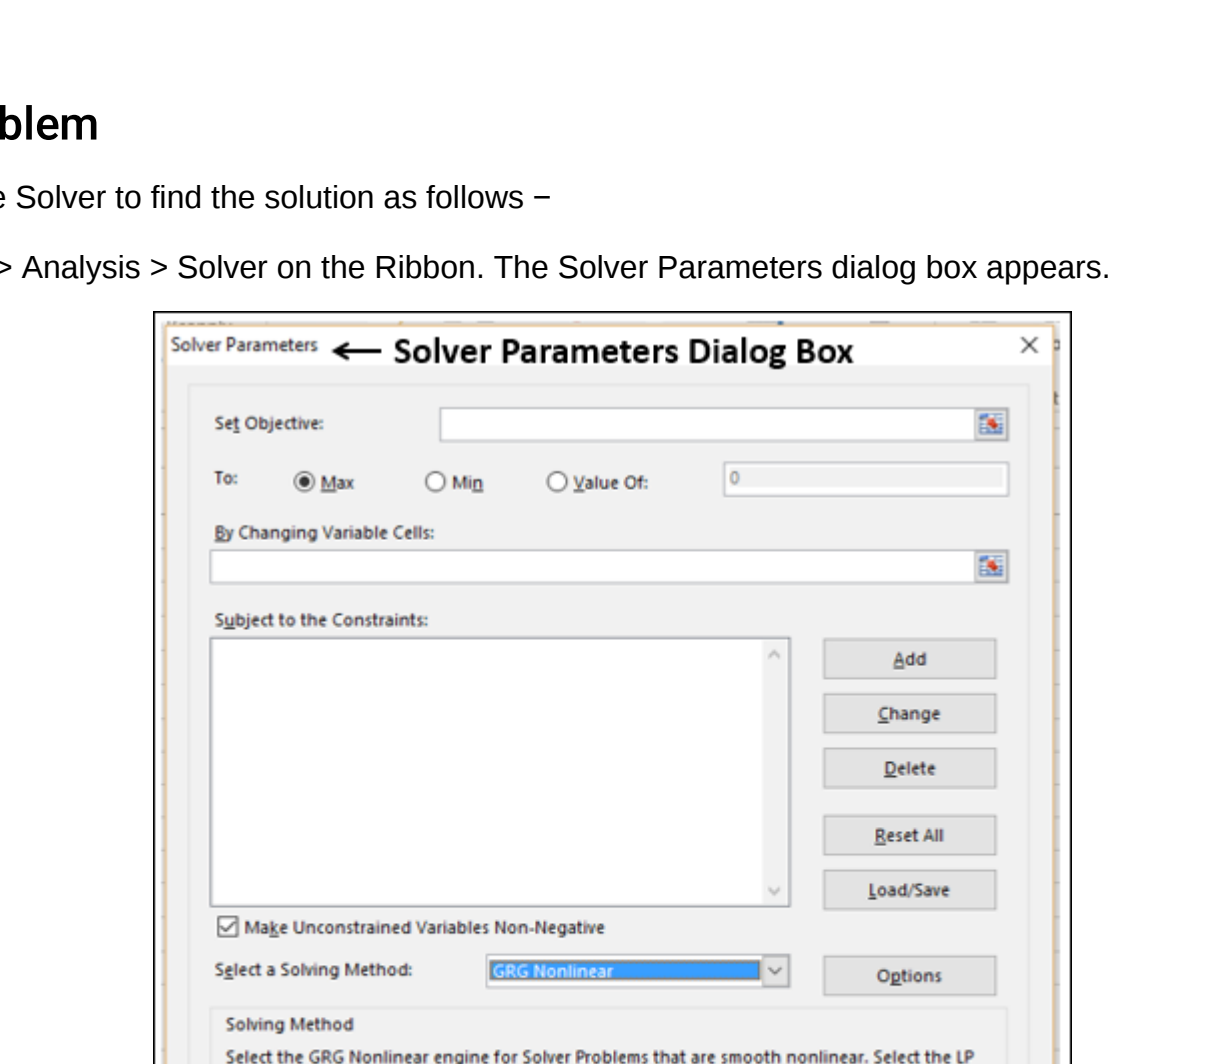 blem
e Solver to find the solution as follows −
> Analysis > Solver on the Ribbon. The Solver Parameters dialog box appears.
Solver Parameters ← Solver Parameters Dialog Box
Set Objective:
To: Max Min Value Of: 0
By Changing Variable Cells:
Subject to the Constraints:
Add
Change
Delete
Reset All
Load/Save
Make Unconstrained Variables Non-Negative
Select a Solving Method: GRG Nonlinear Options
Solving Method
Select the GRG Nonlinear engine for Solver Problems that are smooth nonlinear. Select the LP